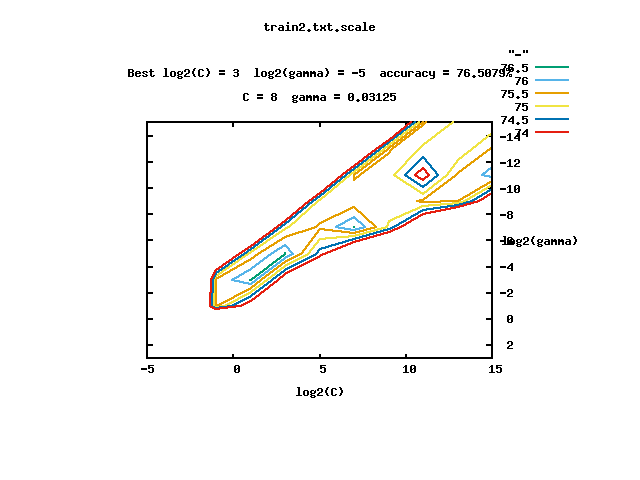 train2.txt.scale
"-"
Best log2(C) = 3  log2(gamma) = -5  accuracy = 76.5079%
76.5
76
C = 8  gamma = 0.03125
75.5
75
74.5
74
-14
-12
-10
-8
-6
log2(gamma)
-4
-2
0
2
-5 0 5 10 15
log2(C)